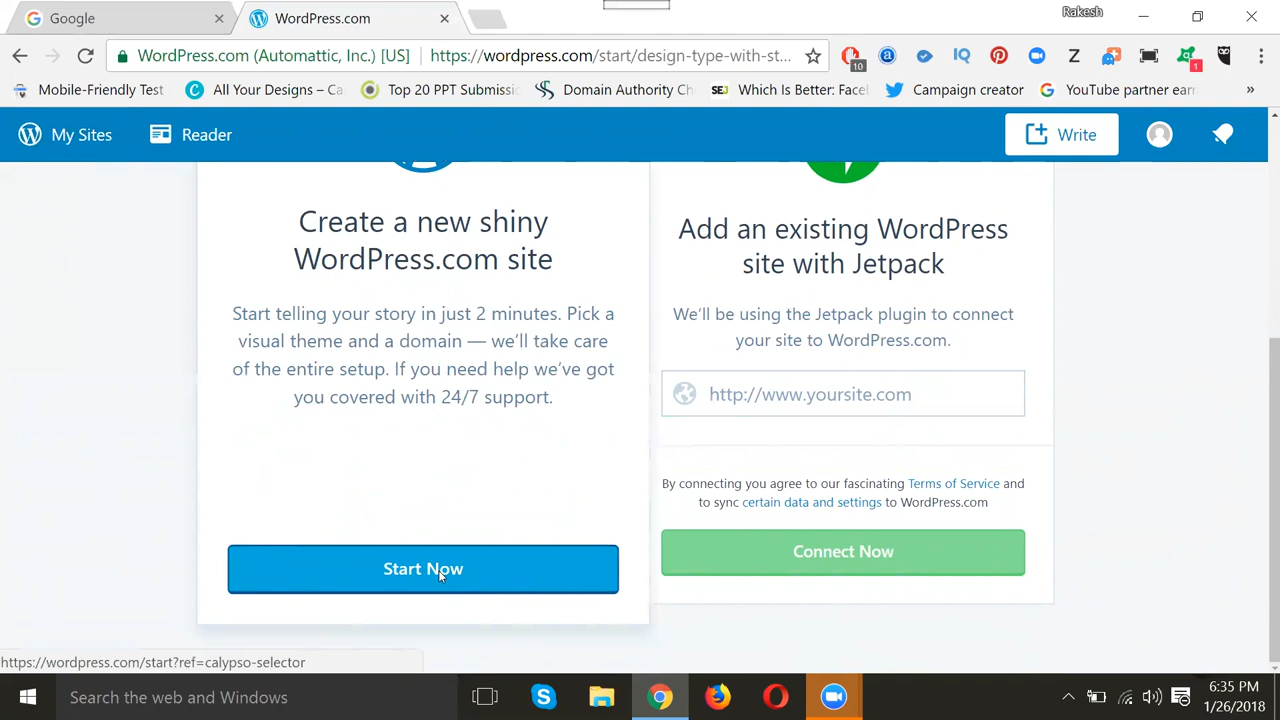 Google
WordPress.com
Rakesh
WordPress.com (Automattic, Inc.) [US]
https://wordpress.com/start/design-type-with-st...
10
1
Mobile-Friendly Test
All Your Designs – Ca
Top 20 PPT Submissio
Domain Authority Ch
SEJ
Which Is Better: Facel
Campaign creator
YouTube partner earn
»
My Sites
Reader
Write
Create a new shiny
WordPress.com site
Start telling your story in just 2 minutes. Pick a
visual theme and a domain — we'll take care
of the entire setup. If you need help we've got
you covered with 24/7 support.
Start Now
Add an existing WordPress
site with Jetpack
We'll be using the Jetpack plugin to connect
your site to WordPress.com.
http://www.yoursite.com
By connecting you agree to our fascinating Terms of Service and
to sync certain data and settings to WordPress.com
Connect Now
https://wordpress.com/start?ref=calypso-selector
Search the web and Windows
6:35 PM
1/26/2018